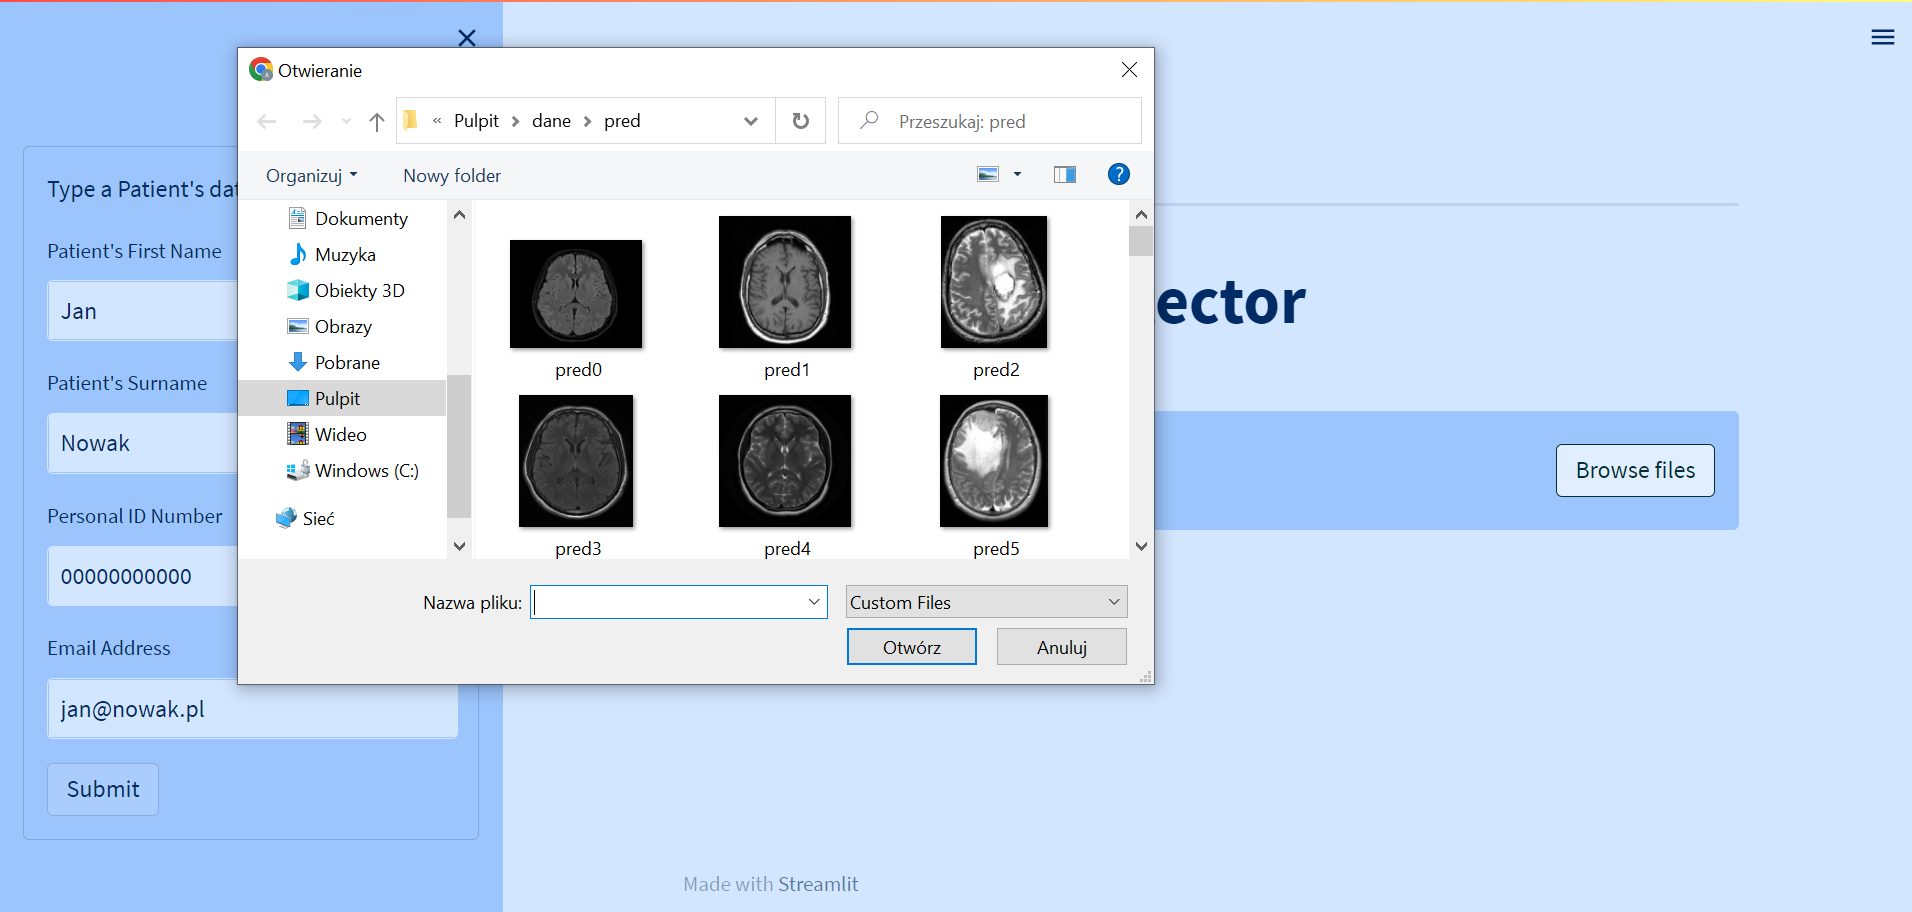 Type a Patient's dat
Patient's First Name
Jan
Patient's Surname
Nowak
Personal ID Number
00000000000
Email Address
jan@nowak.pl
Submit
Otwieranie
« Pulpit > dane > pred
Przeszukaj: pred
Organizuj
Nowy folder
Dokumenty
Muzyka
Obiekty 3D
Obrazy
Pobrane
Pulpit
Wideo
Windows (C:)
Sieć
pred0
pred1
pred2
pred3
pred4
pred5
Nazwa pliku:
Custom Files
Otwórz
Anuluj
ector
Browse files
Made with Streamlit